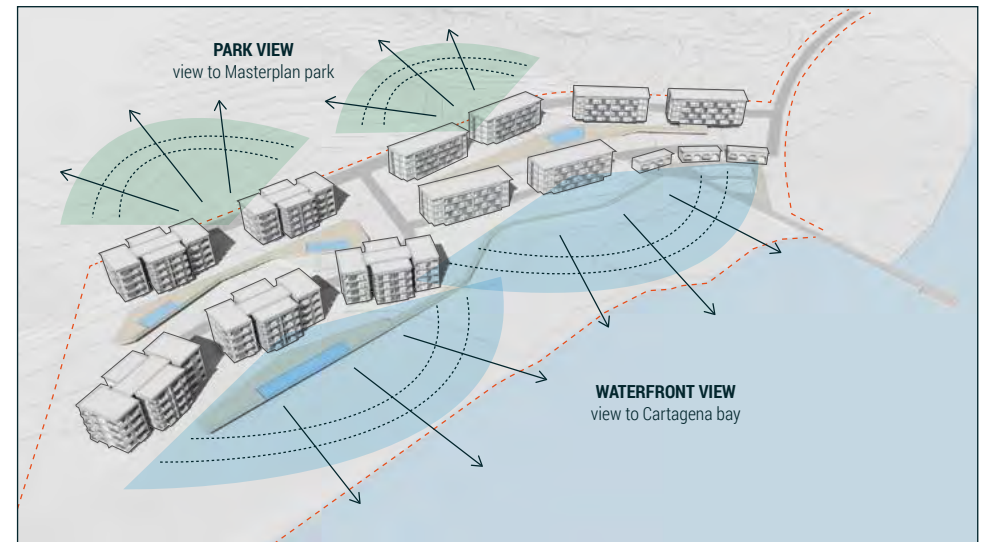 PARK VIEW
view to Masterplan park
WATERFRONT VIEW
view to Cartagena bay